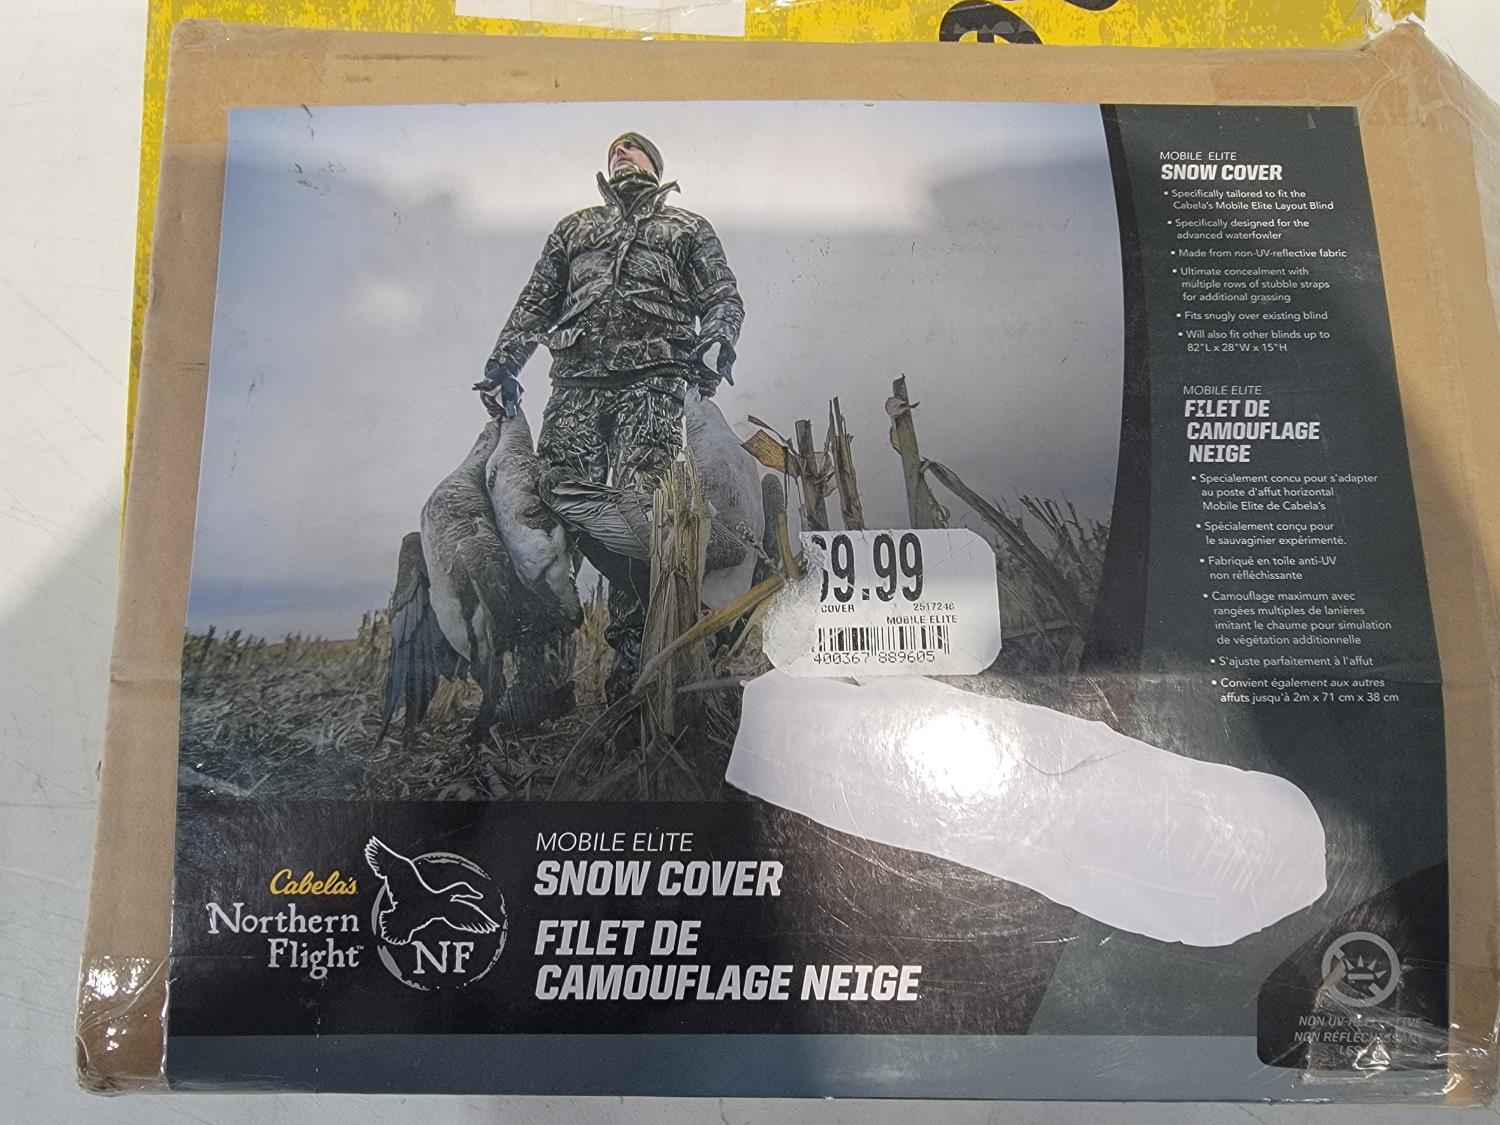 MOBILE ELITE
SNOW COVER
• Specifically tailored to fit the
Cabela's Mobile Elite Layout Blind
• Specifically designed for the
advanced waterfowler
• Made from non-UV-reflective fabric
• Ultimate concealment with
multiple rows of stubble straps
for additional grassing
• Fits snugly over existing blind
• Will also fit other blinds up to
82"L x 28"W x 15"H
MOBILE ELITE
FILET DE
CAMOUFLAGE
NEIGE
• Specialement concu pour s'adapter
au poste d'affut horizontal
Mobile Elite de Cabela's
• Spécialement conçu pour
le sauvaginier expérimenté.
• Fabriqué en toile anti-UV
non réfléchissante
• Camouflage maximum avec
rangées multiples de lanières
imitant le chaume pour simulation
de végétation additionnelle
• S'ajuste parfaitement à l'affut
• Convient également aux autres
affuts jusqu'à 2m x 71 cm x 38 cm
69.99
COVER 2517248
MOBILE ELITE
400367 889605
MOBILE ELITE
SNOW COVER
FILET DE
CAMOUFLAGE NEIGE
Cabela's
Northern
Flight™
NF
NON UV-REFLECTIVE
NON RÉFLÉCHISSANT
LES